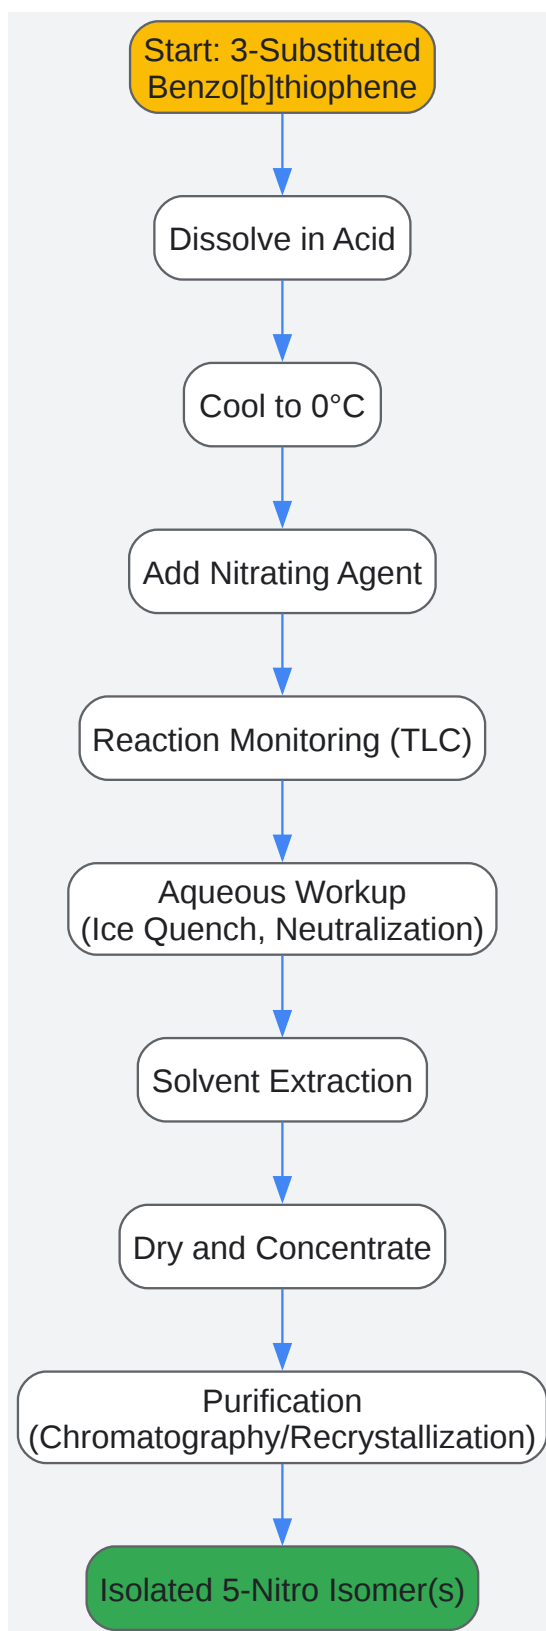 Start: 3-Substituted
Benzo[b]thiophene
Dissolve in Acid
Cool to 0°C
Add Nitrating Agent
Reaction Monitoring (TLC)
Aqueous Workup
(Ice Quench, Neutralization)
Solvent Extraction
Dry and Concentrate
Purification
(Chromatography/Recrystallization)
Isolated 5-Nitro Isomer(s)